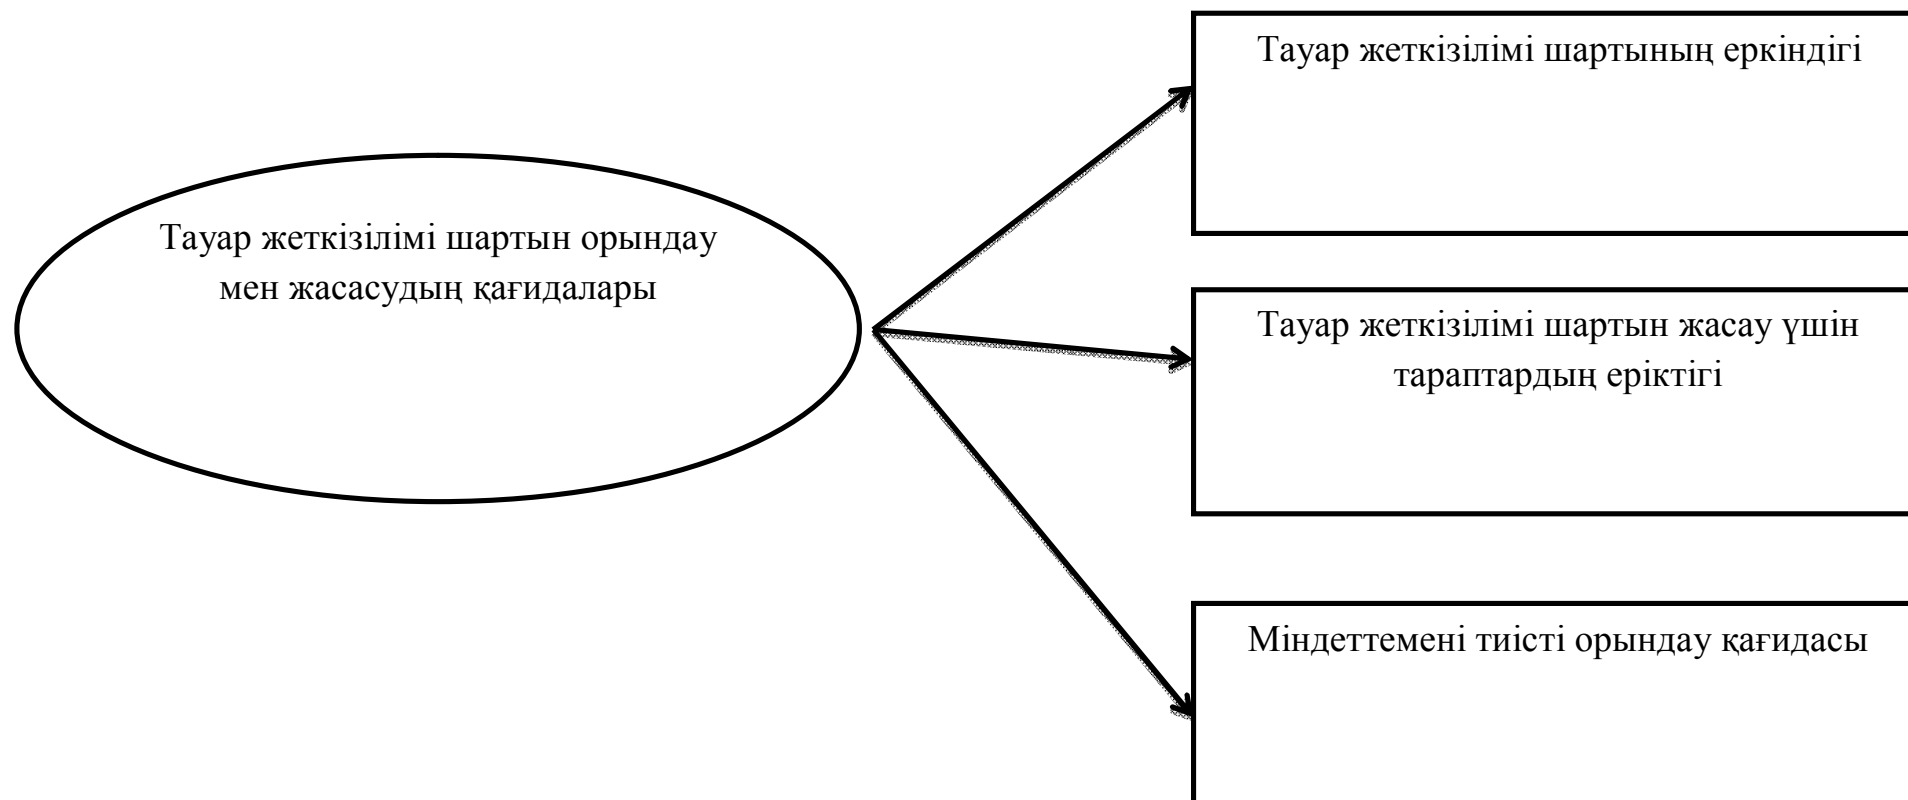 Тауар жеткізілімі шартының еркіндігі
Тауар жеткізілімі шартын орындау
мен жасасудың қағидалары
Тауар жеткізілімі шартын жасау үшін
тараптардың еріктігі
Міндеттемені тиісті орындау қағидасы